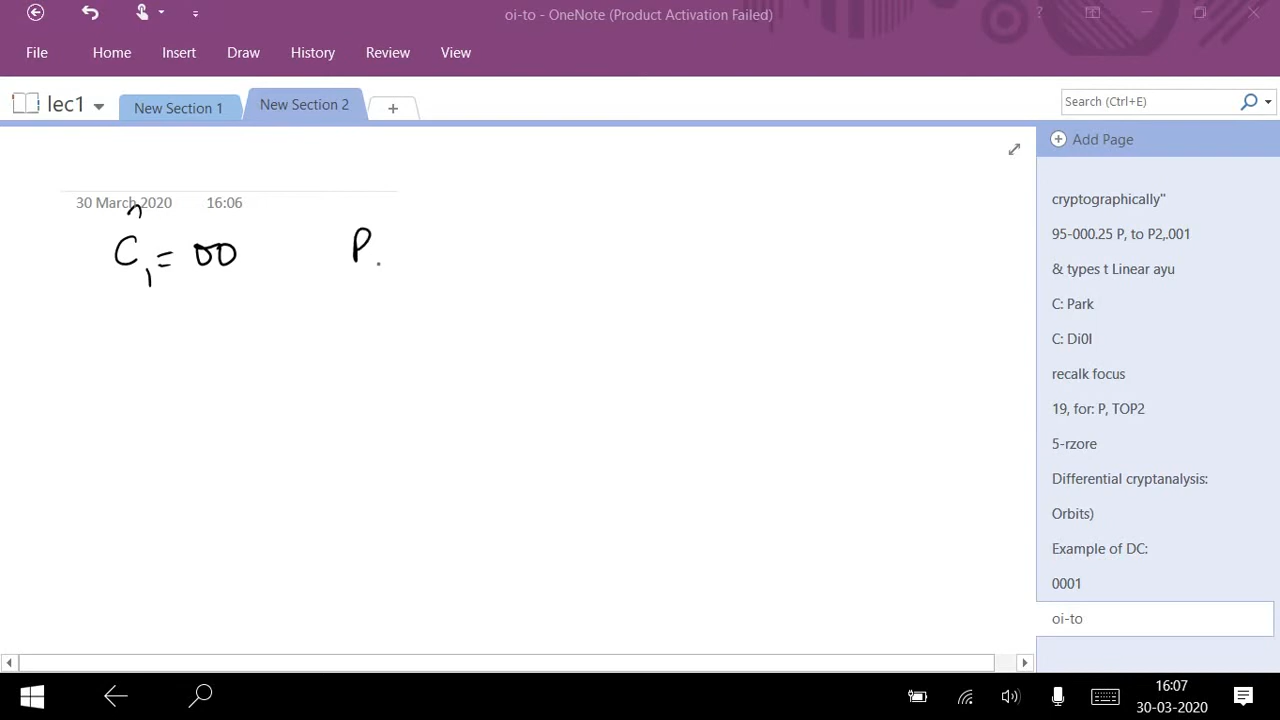 oi-to - OneNote (Product Activation Failed)
File Home Insert Draw History Review View
lec1 New Section 1 New Section 2 +
Search (Ctrl+E)
Add Page
30 March 2020 16:06
Ĉ₁ = 00 P.
cryptographically"
95-000.25 P, to P2,.001
& types t Linear ayu
C: Park
C: Di0I
recalk focus
19, for: P, TOP2
5-rzore
Differential cryptanalysis:
Orbits)
Example of DC:
0001
oi-to
16:07
30-03-2020